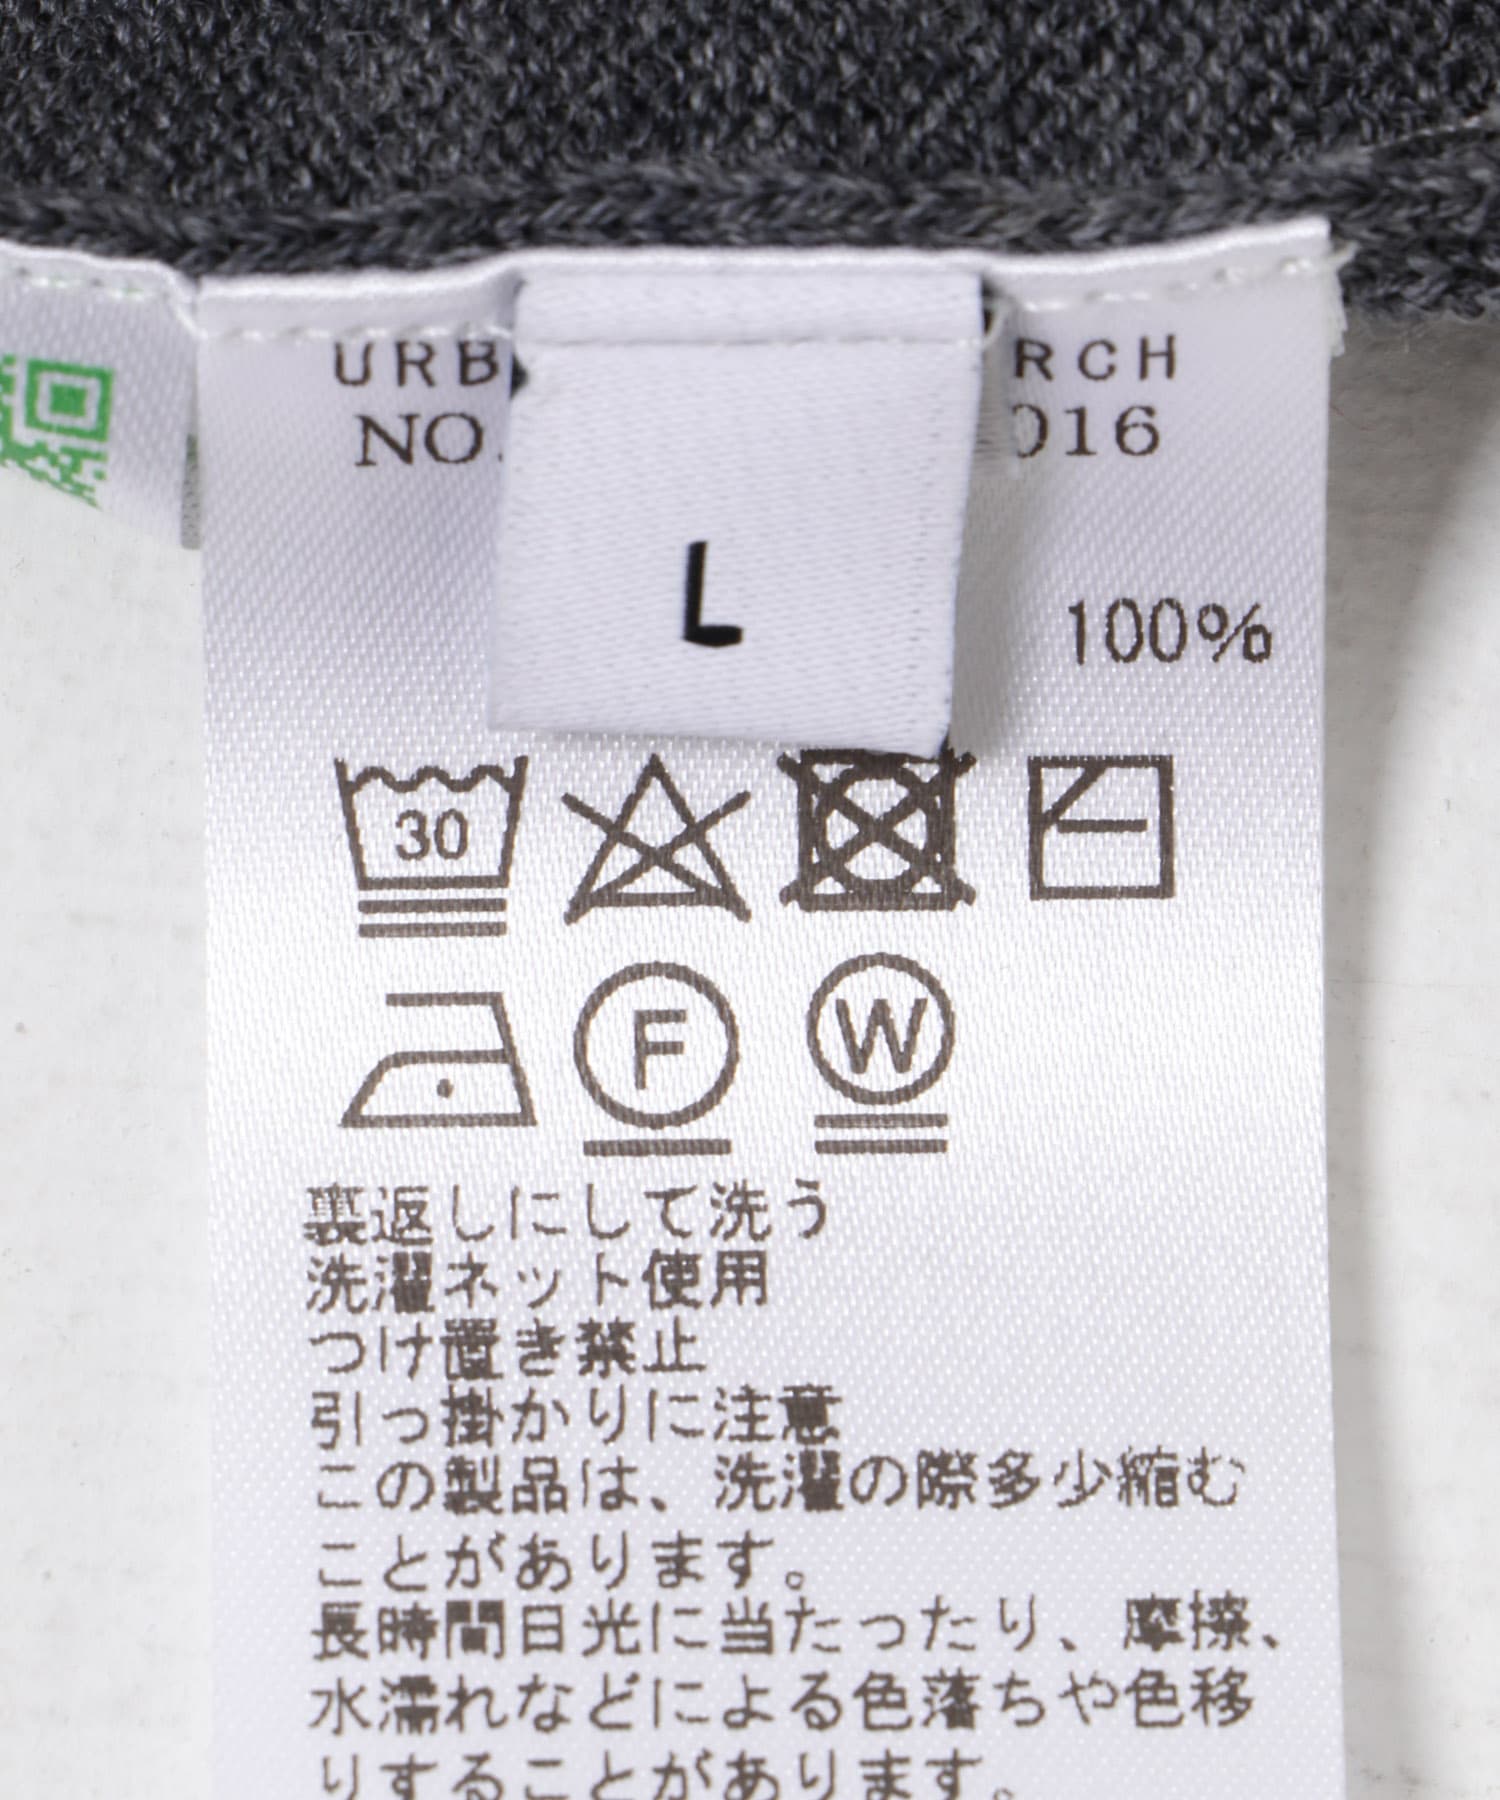 URB RCH
NO. 016
L
100%
30
F W
裏返しにして洗う
洗濯ネット使用
つけ置き禁止
引っ掛かりに注意
この製品は、洗濯の際多少縮む
ことがあります。
長時間日光に当たったり、摩擦、
水濡れなどによる色落ちや色移
りすることがあります。